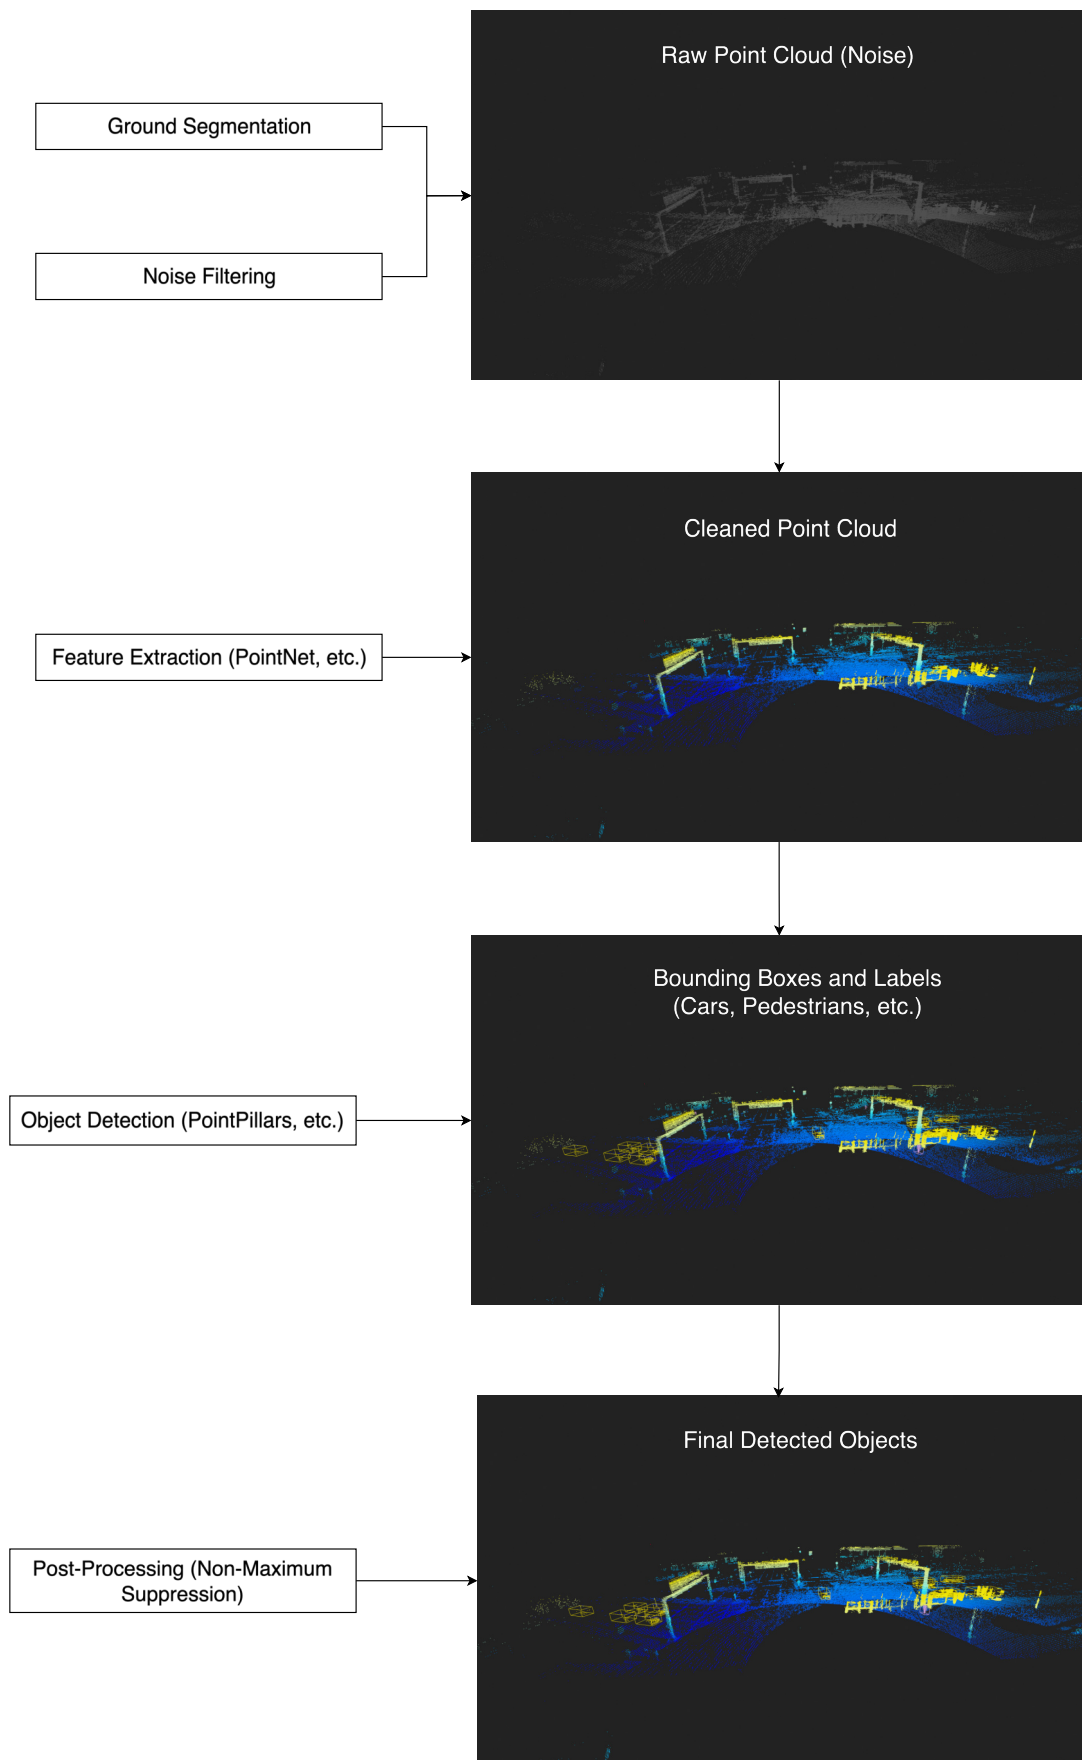 Raw Point Cloud (Noise)
Ground Segmentation
Noise Filtering
Cleaned Point Cloud
Feature Extraction (PointNet, etc.)
Bounding Boxes and Labels
(Cars, Pedestrians, etc.)
Object Detection (PointPillars, etc.)
Final Detected Objects
Post-Processing (Non-Maximum
Suppression)